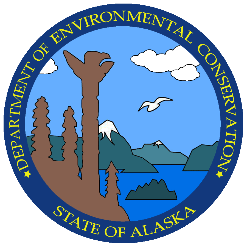 DEPARTMENT OF ENVIRONMENTAL CONSERVATION
STATE OF ALASKA